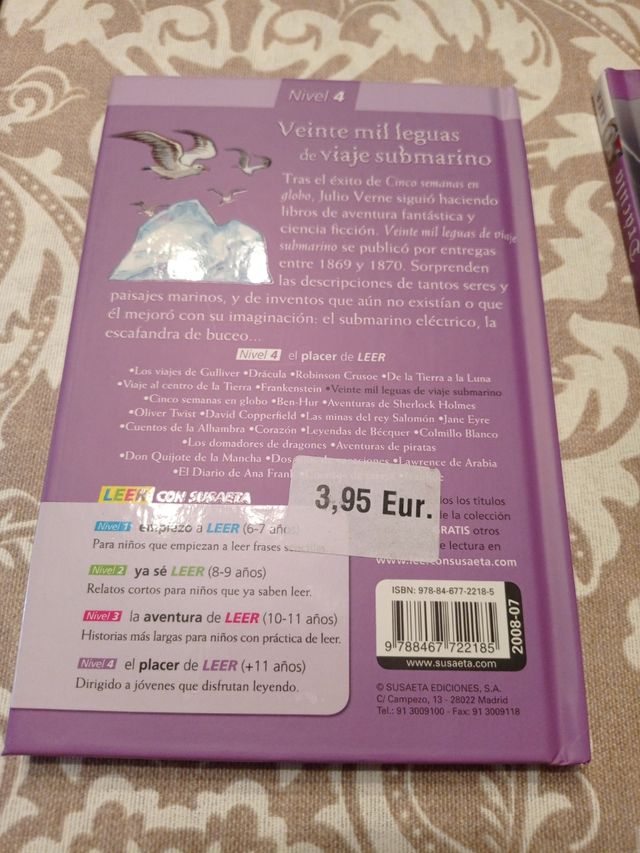 Nivel 4
Veinte mil leguas
de viaje submarino
Tras el éxito de Cinco semanas en
globo, Julio Verne siguió haciendo
libros de aventura fantástica y
ciencia ficción. Veinte mil leguas de viaje
submarino se publicó por entregas
entre 1869 y 1870. Sorprenden
las descripciones de tantos seres y
paisajes marinos, y de inventos que aún no existían o que
él mejoró con su imaginación: el submarino eléctrico, la
escafandra de buceo...
Nivel 4 el placer de LEER
•Los viajes de Gulliver •Drácula •Robinson Crusoe •De la Tierra a la Luna
•Viaje al centro de la Tierra •Frankenstein •Veinte mil leguas de viaje submarino
•Cinco semanas en globo •Ben-Hur •Aventuras de Sherlock Holmes
•Oliver Twist •David Copperfield •Las minas del rey Salomón •Jane Eyre
•Cuentos de la Alhambra •Corazón •Leyendas de Bécquer •Colmillo Blanco
•Los domadores de dragones •Aventuras de piratas
•Don Quijote de la Mancha •Dos años de vacaciones •Lawrence de Arabia
•El Diario de Ana Frank
3,95 Eur.
LEER CON SUSAETA
Nivel 1 empiezo a LEER (6-7 años)
Para niños que empiezan a leer frases sencillas
Nivel 2 ya sé LEER (8-9 años)
Relatos cortos para niños que ya saben leer.
Nivel 3 la aventura de LEER (10-11 años)
Historias más largas para niños con práctica de leer.
Nivel 4 el placer de LEER (+11 años)
Dirigido a jóvenes que disfrutan leyendo.
los títulos
de la colección
GRATIS otros
de lectura en
www.leerconsusaeta.com
ISBN: 978-84-677-2218-5
9 788467 722185
2008-07
www.susaeta.com
© SUSAETA EDICIONES, S.A.
C/ Campezo, 13 - 28022 Madrid
Tel.: 91 3009100 - Fax: 91 3009118